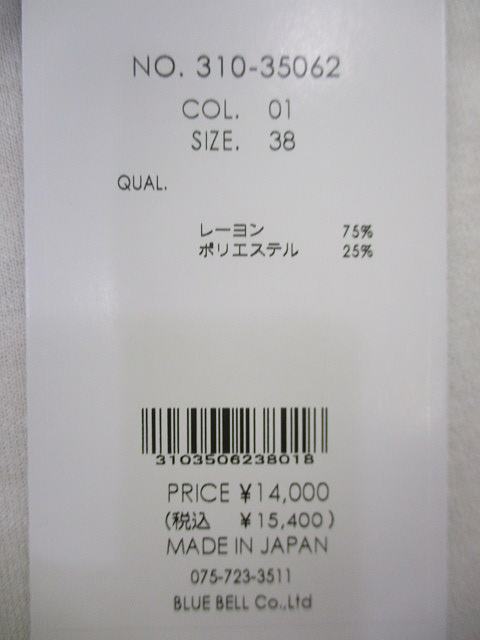 NO. 310-35062
COL. 01
SIZE. 38
QUAL.
レーヨン 75%
ポリエステル 25%
3103506238018
PRICE ¥14,000
(税込 ¥15,400)
MADE IN JAPAN
075-723-3511
BLUE BELL Co.,Ltd